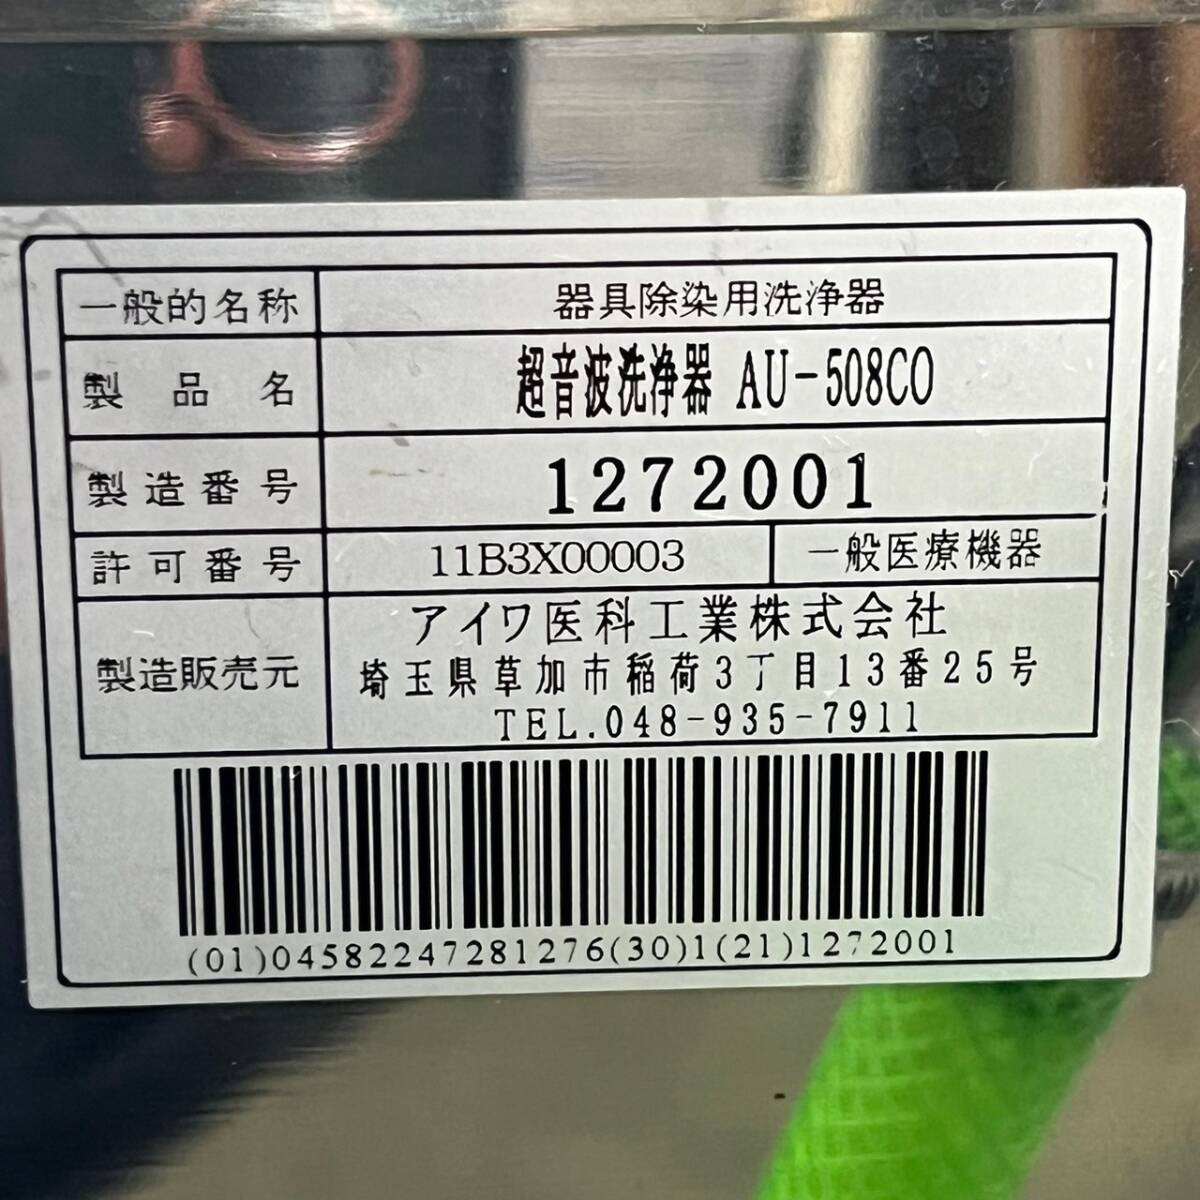 一般的名称 器具除染用洗浄器
製品名 超音波洗浄器 AU-508CO
製造番号 1272001
許可番号 11B3X00003 一般医療機器
製造販売元 アイワ医科工業株式会社
埼玉県草加市稲荷3丁目13番25号
TEL.048-935-7911
(01)04582247281276(30)1(21)1272001